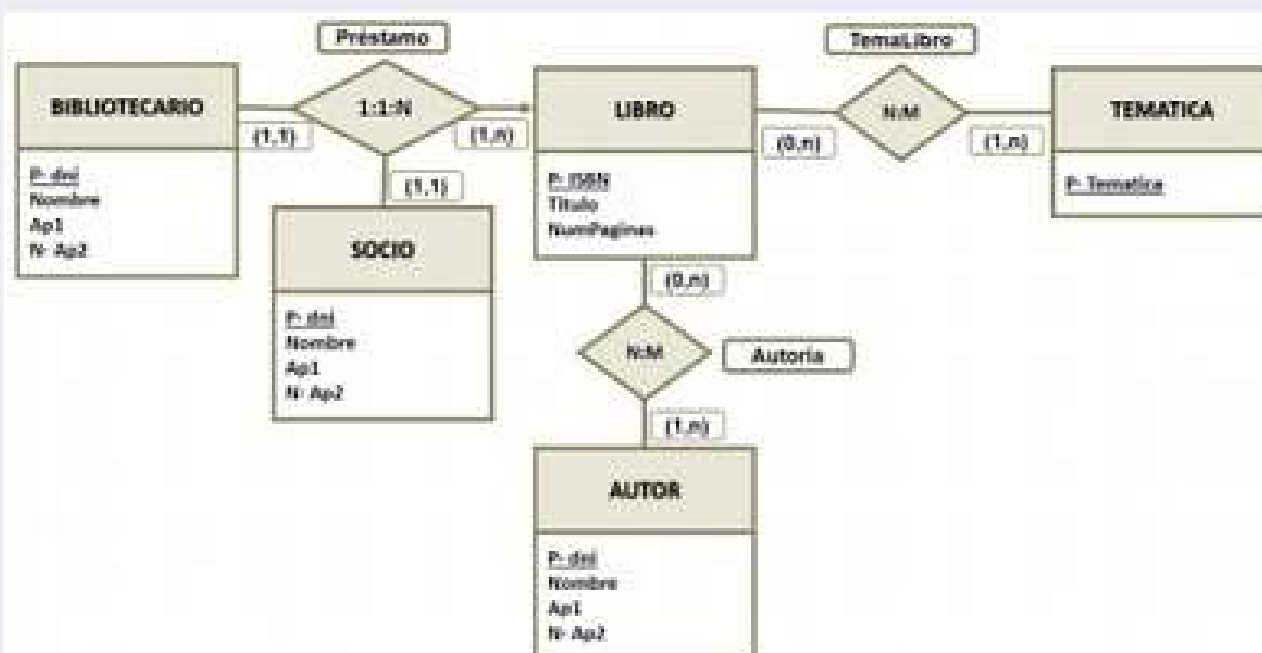 Préstamo
TemaLibro
BIBLIOTECARIO
1:1:N
LIBRO
N:M
TEMATICA
(1,1)
(1,n)
(0,n)
(1,n)
P- dni
Nombre
Ap1
N- Ap2
(1,1)
P- ISBN
Titulo
NumPaginas
P- Tematica
SOCIO
(0,n)
P- dni
Nombre
Ap1
N- Ap2
N:M
Autoria
(1,n)
AUTOR
P- dni
Nombre
Ap1
N- Ap2